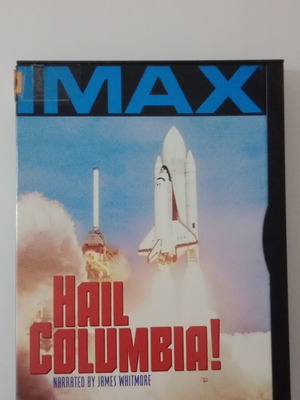 IMAX
HAIL
COLUMBIA!
NARRATED BY JAMES WHITMORE